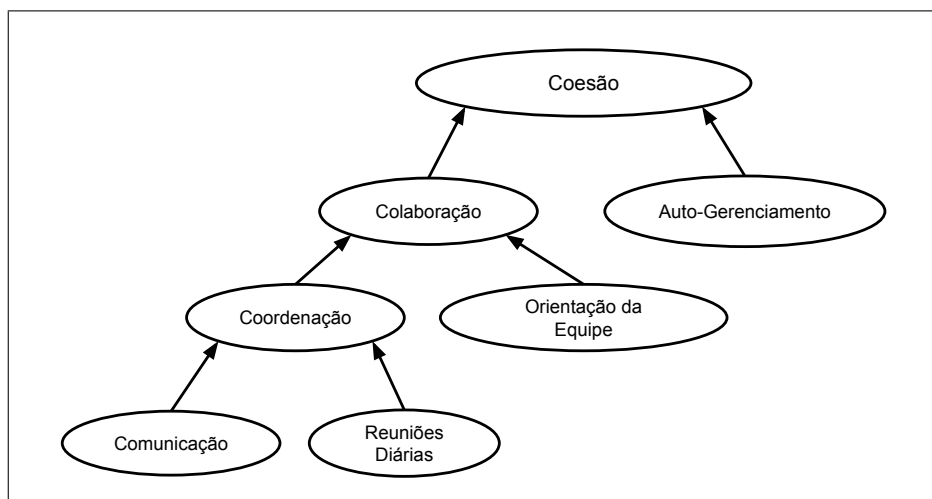 Coesão
Colaboração
Auto-Gerenciamento
Coordenação
Orientação da
Equipe
Comunicação
Reuniões
Diárias